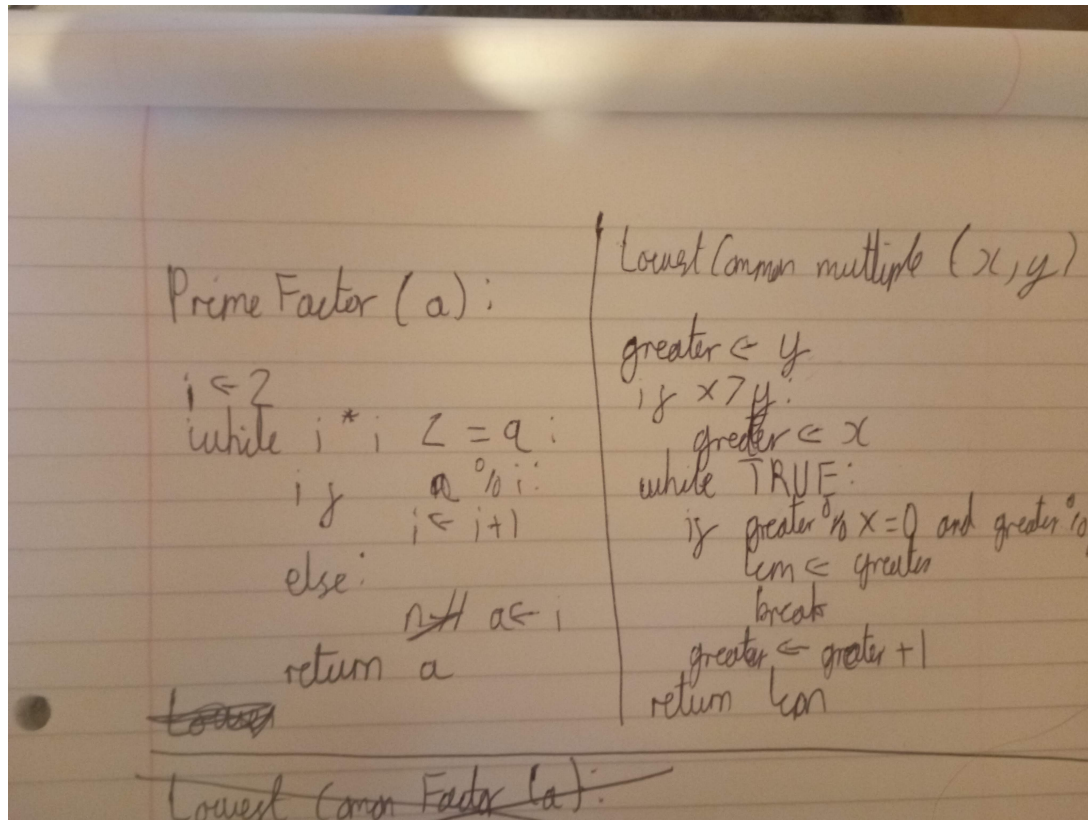 Prime Factor (a):
i ← 2
while i * i <= a:
if a % i:
i ← i+1
else:
a ← i
return a
Lowest Common multiple (x,y)
greater ← y
if x > y:
greater ← x
while TRUE:
if greater % x = 0 and greater %
lcm ← greater
break
greater ← greater + 1
return lcm
Lowest Comon Factor (a):